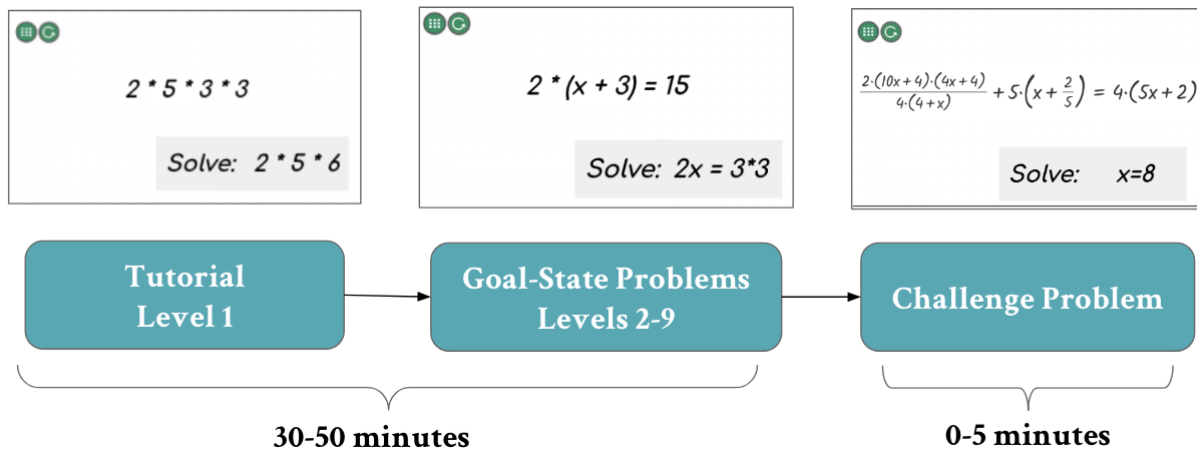 2 * 5 * 3 * 3
Solve: 2 * 5 * 6
2 * (x + 3) = 15
Solve: 2x = 3*3
2·(10x+4)·(4x+4)/4·(4+x) + 5·(x+2/5) = 4·(5x+2)
Solve: x=8
Tutorial
Level 1
Goal-State Problems
Levels 2-9
Challenge Problem
30-50 minutes
0-5 minutes